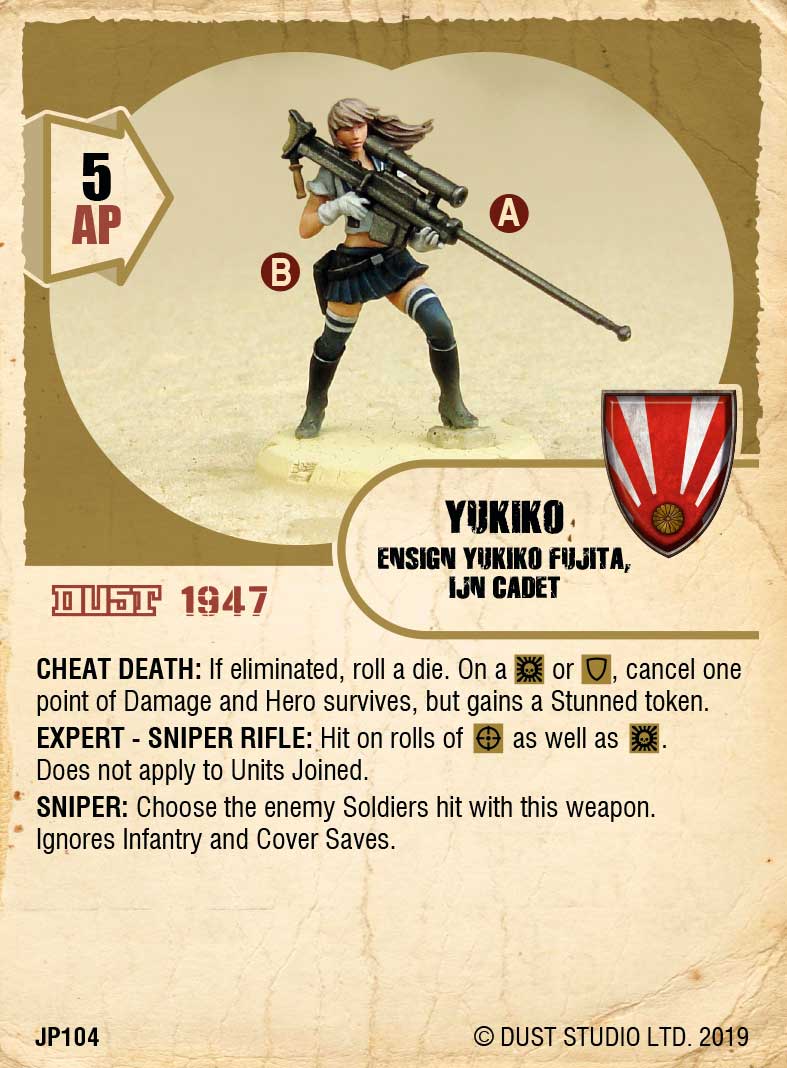 5
AP
A
B
YUKIKO
ENSIGN YUKIKO FUJITA,
IJN CADET
DUST 1947
CHEAT DEATH: If eliminated, roll a die. On a or , cancel one
point of Damage and Hero survives, but gains a Stunned token.
EXPERT - SNIPER RIFLE: Hit on rolls of as well as .
Does not apply to Units Joined.
SNIPER: Choose the enemy Soldiers hit with this weapon.
Ignores Infantry and Cover Saves.
JP104
© DUST STUDIO LTD. 2019